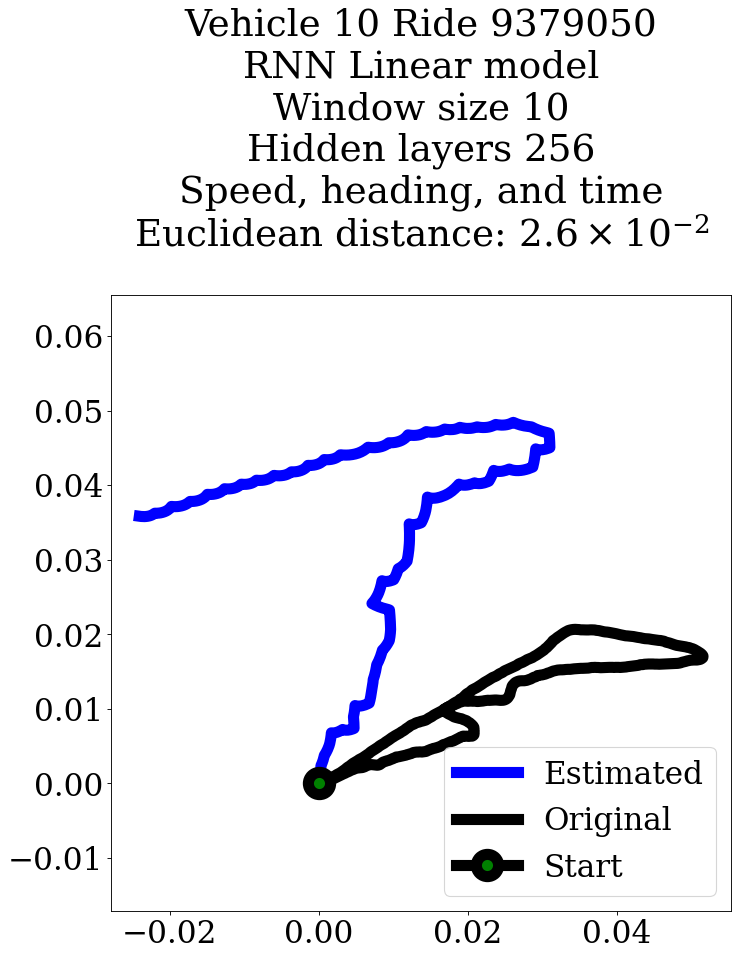 Vehicle 10 Ride 9379050
RNN Linear model
Window size 10
Hidden layers 256
Speed, heading, and time
Euclidean distance: 2.6 × 10⁻²
0.06
0.05
0.04
0.03
0.02
0.01
0.00
−0.01
Estimated
Original
Start
−0.02 0.00 0.02 0.04